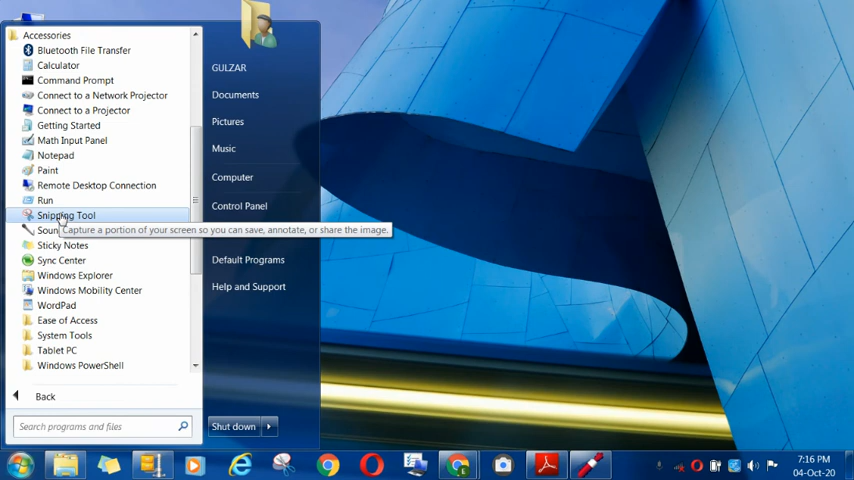 Accessories
Bluetooth File Transfer
Calculator
Command Prompt
Connect to a Network Projector
Connect to a Projector
Getting Started
Math Input Panel
Notepad
Paint
Remote Desktop Connection
Run
Snipping Tool
Capture a portion of your screen so you can save, annotate, or share the image.
Sticky Notes
Sync Center
Windows Explorer
Windows Mobility Center
WordPad
Ease of Access
System Tools
Tablet PC
Windows PowerShell
Back
Search programs and files
GULZAR
Documents
Pictures
Music
Computer
Control Panel
Default Programs
Help and Support
Shut down
7:16 PM
04-Oct-20